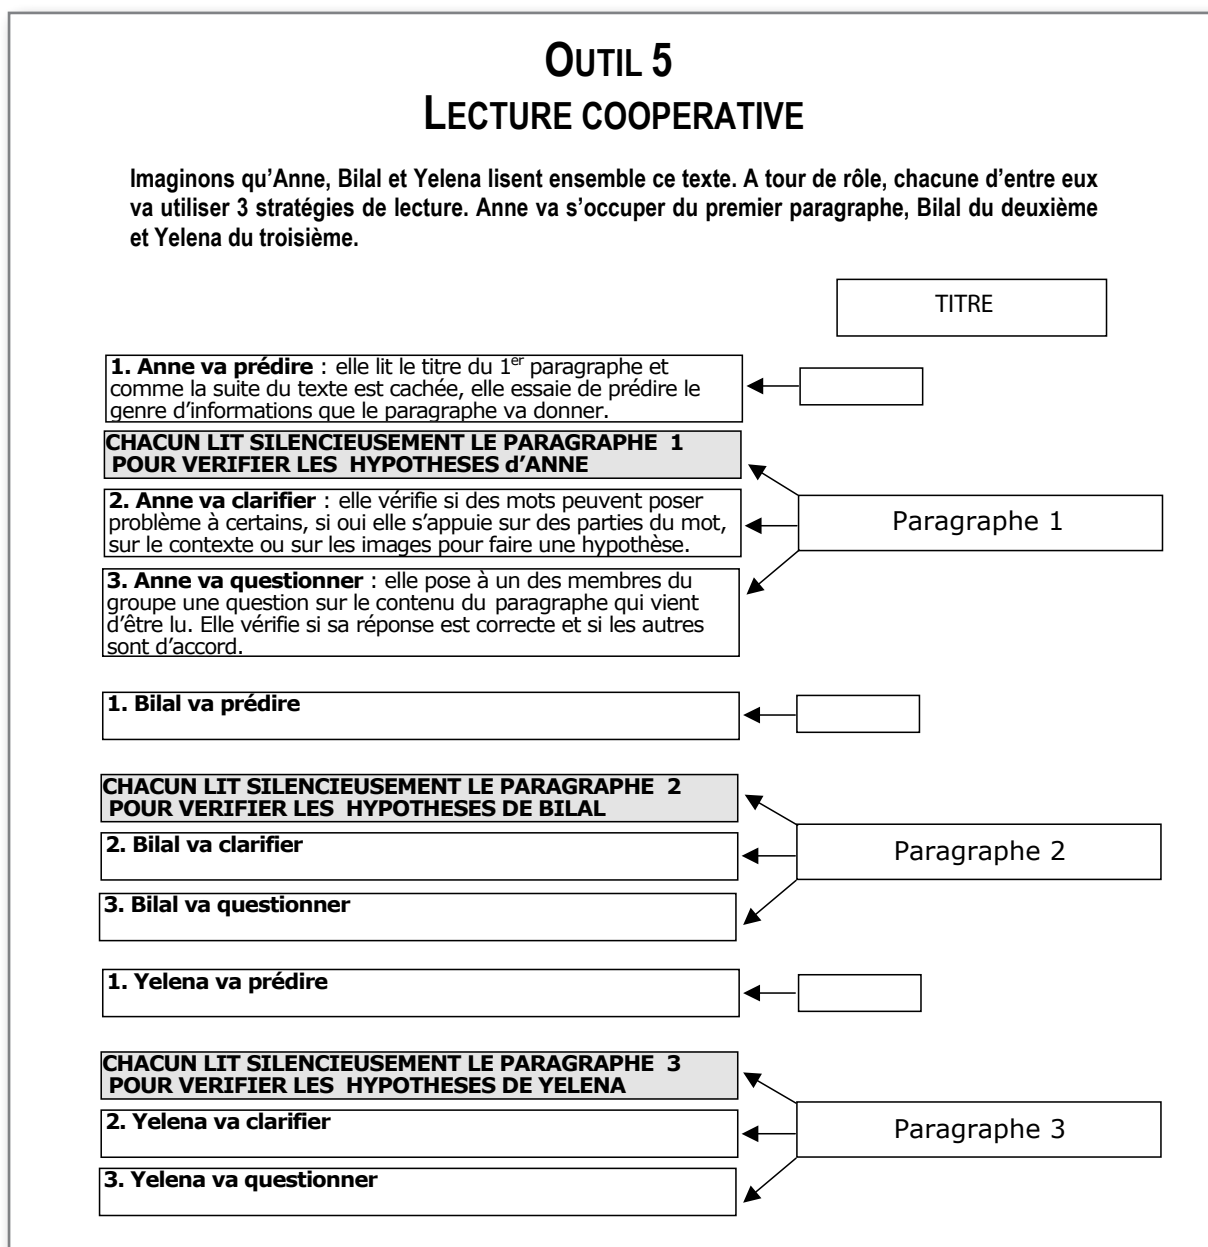 OUTIL 5
LECTURE COOPERATIVE
Imaginons qu'Anne, Bilal et Yelena lisent ensemble ce texte. A tour de rôle, chacune d'entre eux
va utiliser 3 stratégies de lecture. Anne va s'occuper du premier paragraphe, Bilal du deuxième
et Yelena du troisième.
TITRE
1. Anne va prédire : elle lit le titre du 1er paragraphe et
comme la suite du texte est cachée, elle essaie de prédire le
genre d'informations que le paragraphe va donner.
CHACUN LIT SILENCIEUSEMENT LE PARAGRAPHE 1
POUR VERIFIER LES HYPOTHESES d'ANNE
2. Anne va clarifier : elle vérifie si des mots peuvent poser
problème à certains, si oui elle s'appuie sur des parties du mot,
sur le contexte ou sur les images pour faire une hypothèse.
Paragraphe 1
3. Anne va questionner : elle pose à un des membres du
groupe une question sur le contenu du paragraphe qui vient
d'être lu. Elle vérifie si sa réponse est correcte et si les autres
sont d'accord.
1. Bilal va prédire
CHACUN LIT SILENCIEUSEMENT LE PARAGRAPHE 2
POUR VERIFIER LES HYPOTHESES DE BILAL
2. Bilal va clarifier
Paragraphe 2
3. Bilal va questionner
1. Yelena va prédire
CHACUN LIT SILENCIEUSEMENT LE PARAGRAPHE 3
POUR VERIFIER LES HYPOTHESES DE YELENA
2. Yelena va clarifier
Paragraphe 3
3. Yelena va questionner